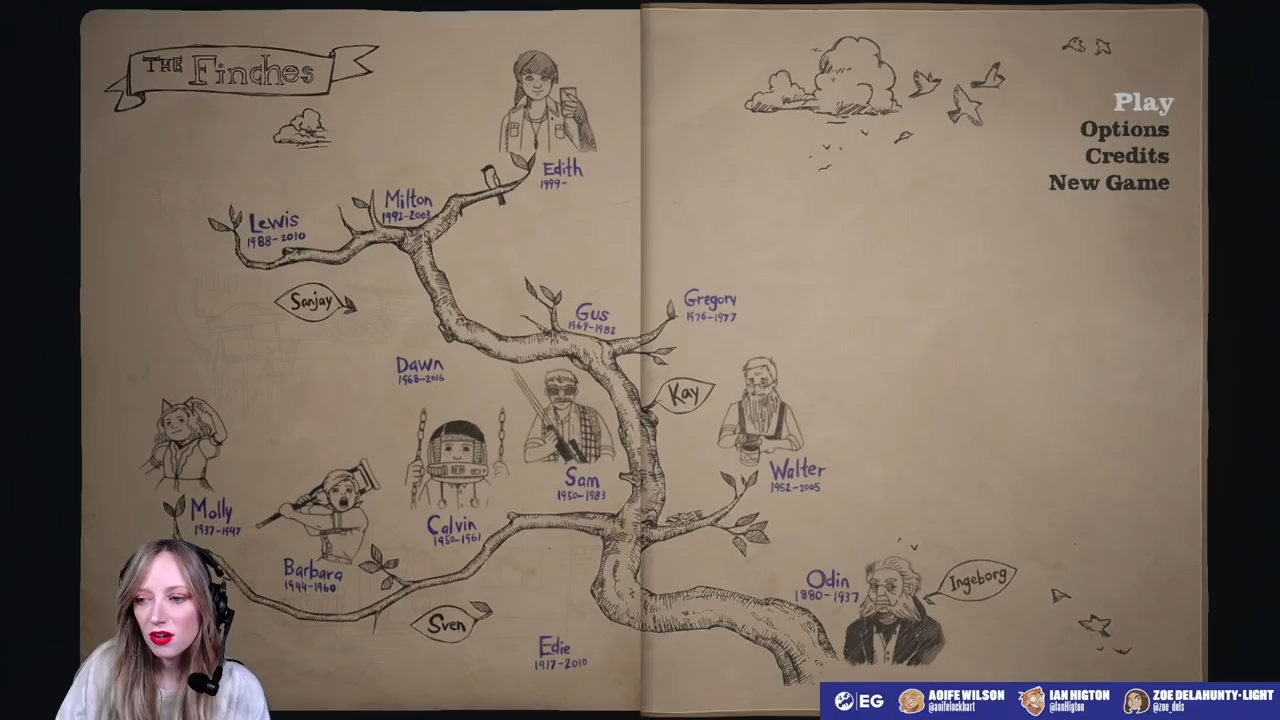 THE Finches
Play
Options
Credits
New Game
Edith
1999-
Milton
1992-2003
Lewis
1988-2010
Sanjay
Gus
1969-1982
Gregory
1976-1977
Dawn
1968-2016
Kay
Sam
1950-1983
Walter
1952-2005
Molly
1937-1947
Calvin
1950-1961
Barbara
1944-1960
Odin
1880-1937
Ingeborg
Sven
Edie
1917-2010
EG
AOIFE WILSON
@aoifelockhart
IAN HIGTON
@IanHigton
ZOE DELAHUNTY-LIGHT
@zoe_dels